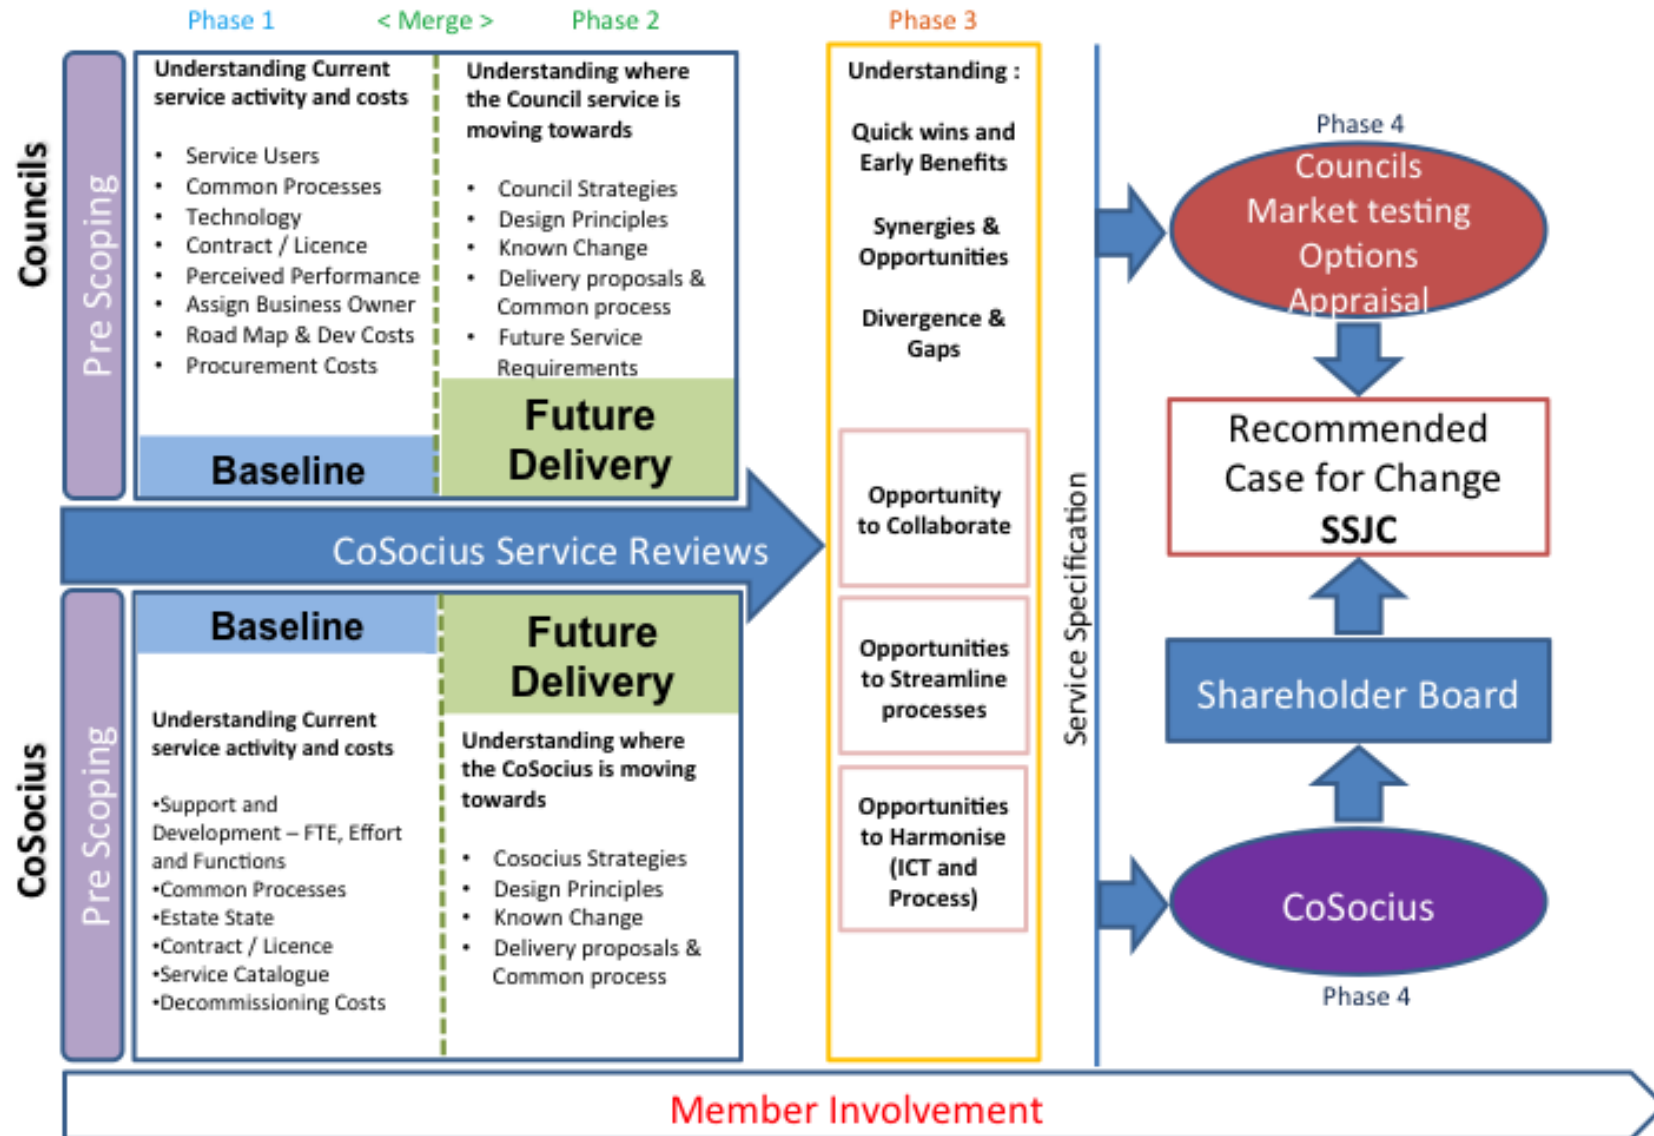 Phase 1
< Merge >
Phase 2
Phase 3
Councils
Pre Scoping
Understanding Current
service activity and costs
• Service Users
• Common Processes
• Technology
• Contract / Licence
• Perceived Performance
• Assign Business Owner
• Road Map & Dev Costs
• Procurement Costs
Baseline
Understanding where
the Council service is
moving towards
• Council Strategies
• Design Principles
• Known Change
• Delivery proposals &
Common process
• Future Service
Requirements
Future
Delivery
CoSocius Service Reviews
CoSocius
Pre Scoping
Baseline
Understanding Current
service activity and costs
•Support and
Development – FTE, Effort
and Functions
•Common Processes
•Estate State
•Contract / Licence
•Service Catalogue
•Decommissioning Costs
Future
Delivery
Understanding where
the CoSocius is moving
towards
• Cosocius Strategies
• Design Principles
• Known Change
• Delivery proposals &
Common process
Understanding :
Quick wins and
Early Benefits
Synergies &
Opportunities
Divergence &
Gaps
Opportunity
to Collaborate
Opportunities
to Streamline
processes
Opportunities
to Harmonise
(ICT and
Process)
Service Specification
Phase 4
Councils
Market testing
Options
Appraisal
Recommended
Case for Change
SSJC
Shareholder Board
CoSocius
Phase 4
Member Involvement